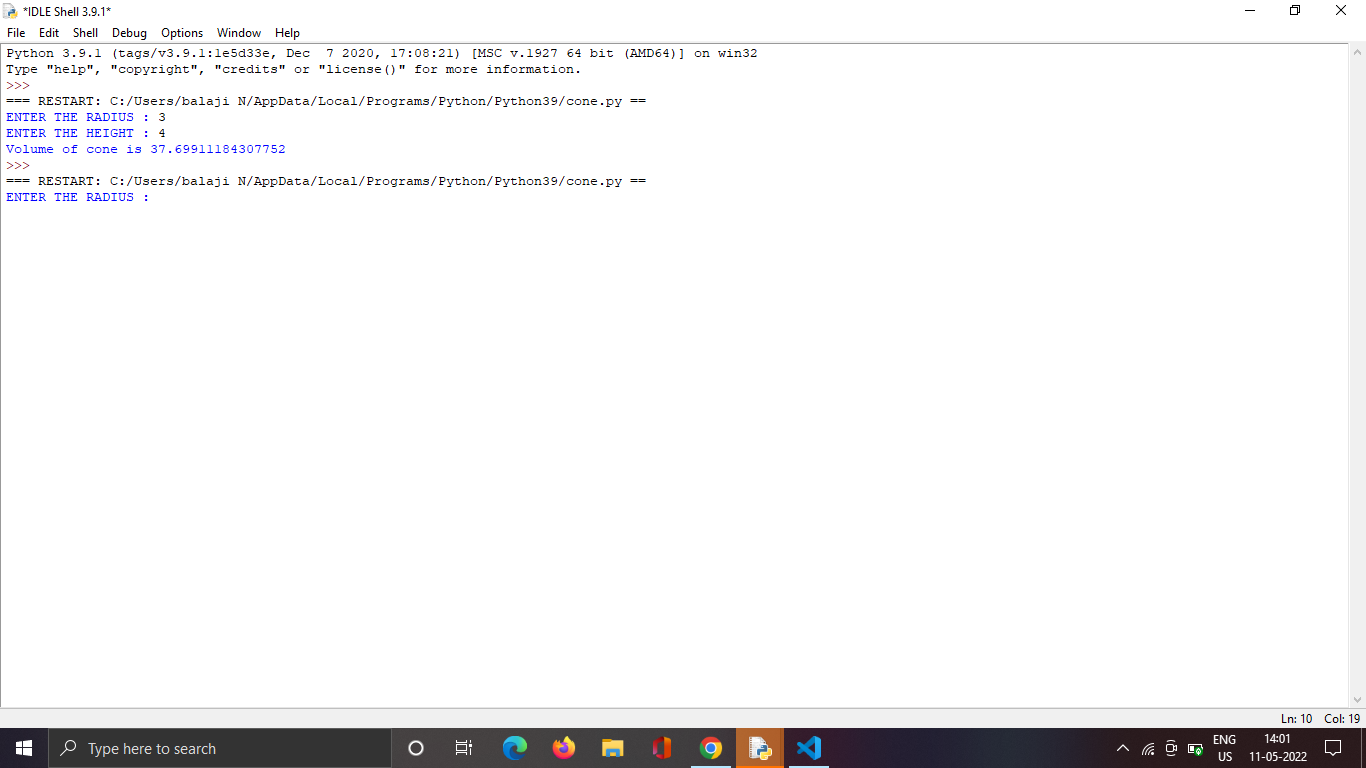 *IDLE Shell 3.9.1*
File Edit Shell Debug Options Window Help
Python 3.9.1 (tags/v3.9.1:1e5d33e, Dec  7 2020, 17:08:21) [MSC v.1927 64 bit (AMD64)] on win32
Type "help", "copyright", "credits" or "license()" for more information.
>>>
=== RESTART: C:/Users/balaji N/AppData/Local/Programs/Python/Python39/cone.py ==
ENTER THE RADIUS : 3
ENTER THE HEIGHT : 4
Volume of cone is 37.69911184307752
>>>
=== RESTART: C:/Users/balaji N/AppData/Local/Programs/Python/Python39/cone.py ==
ENTER THE RADIUS :
Ln: 10 Col: 19
Type here to search
ENG
US
14:01
11-05-2022